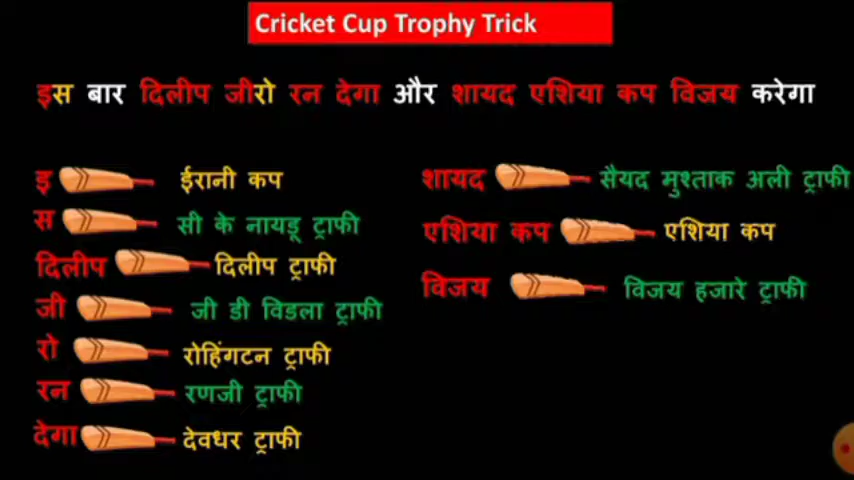 Cricket Cup Trophy Trick
इस बार दिलीप जीरो रन देगा और शायद एशिया कप विजय करेगा
इ ईरानी कप
स सी के नायडू ट्राफी
दिलीप दिलीप ट्राफी
जी जी डी विडला ट्राफी
रो रोहिंगटन ट्राफी
रन रणजी ट्राफी
देगा देवधर ट्राफी
शायद सैयद मुश्ताक अली ट्राफी
एशिया कप एशिया कप
विजय विजय हजारे ट्राफी